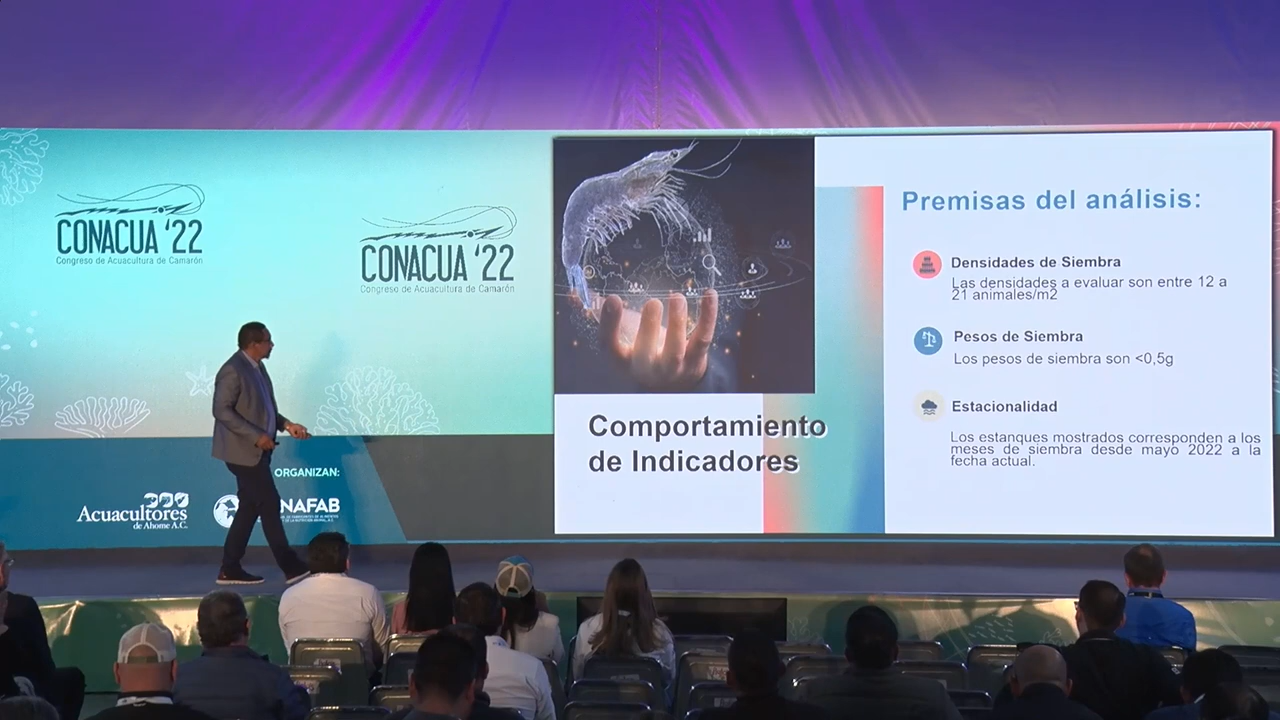 CONACUA '22
Congreso de Acuacultura de Camarón
CONACUA '22
Congreso de Acuacultura de Camarón
ORGANIZAN:
Acuacultores
de Ahome A.C.
NAFAB
Comportamiento
de Indicadores
Premisas del análisis:
Densidades de Siembra
Las densidades a evaluar son entre 12 a
21 animales/m2
Pesos de Siembra
Los pesos de siembra son <0,5g
Estacionalidad
Los estanques mostrados corresponden a los
meses de siembra desde mayo 2022 a la
fecha actual.